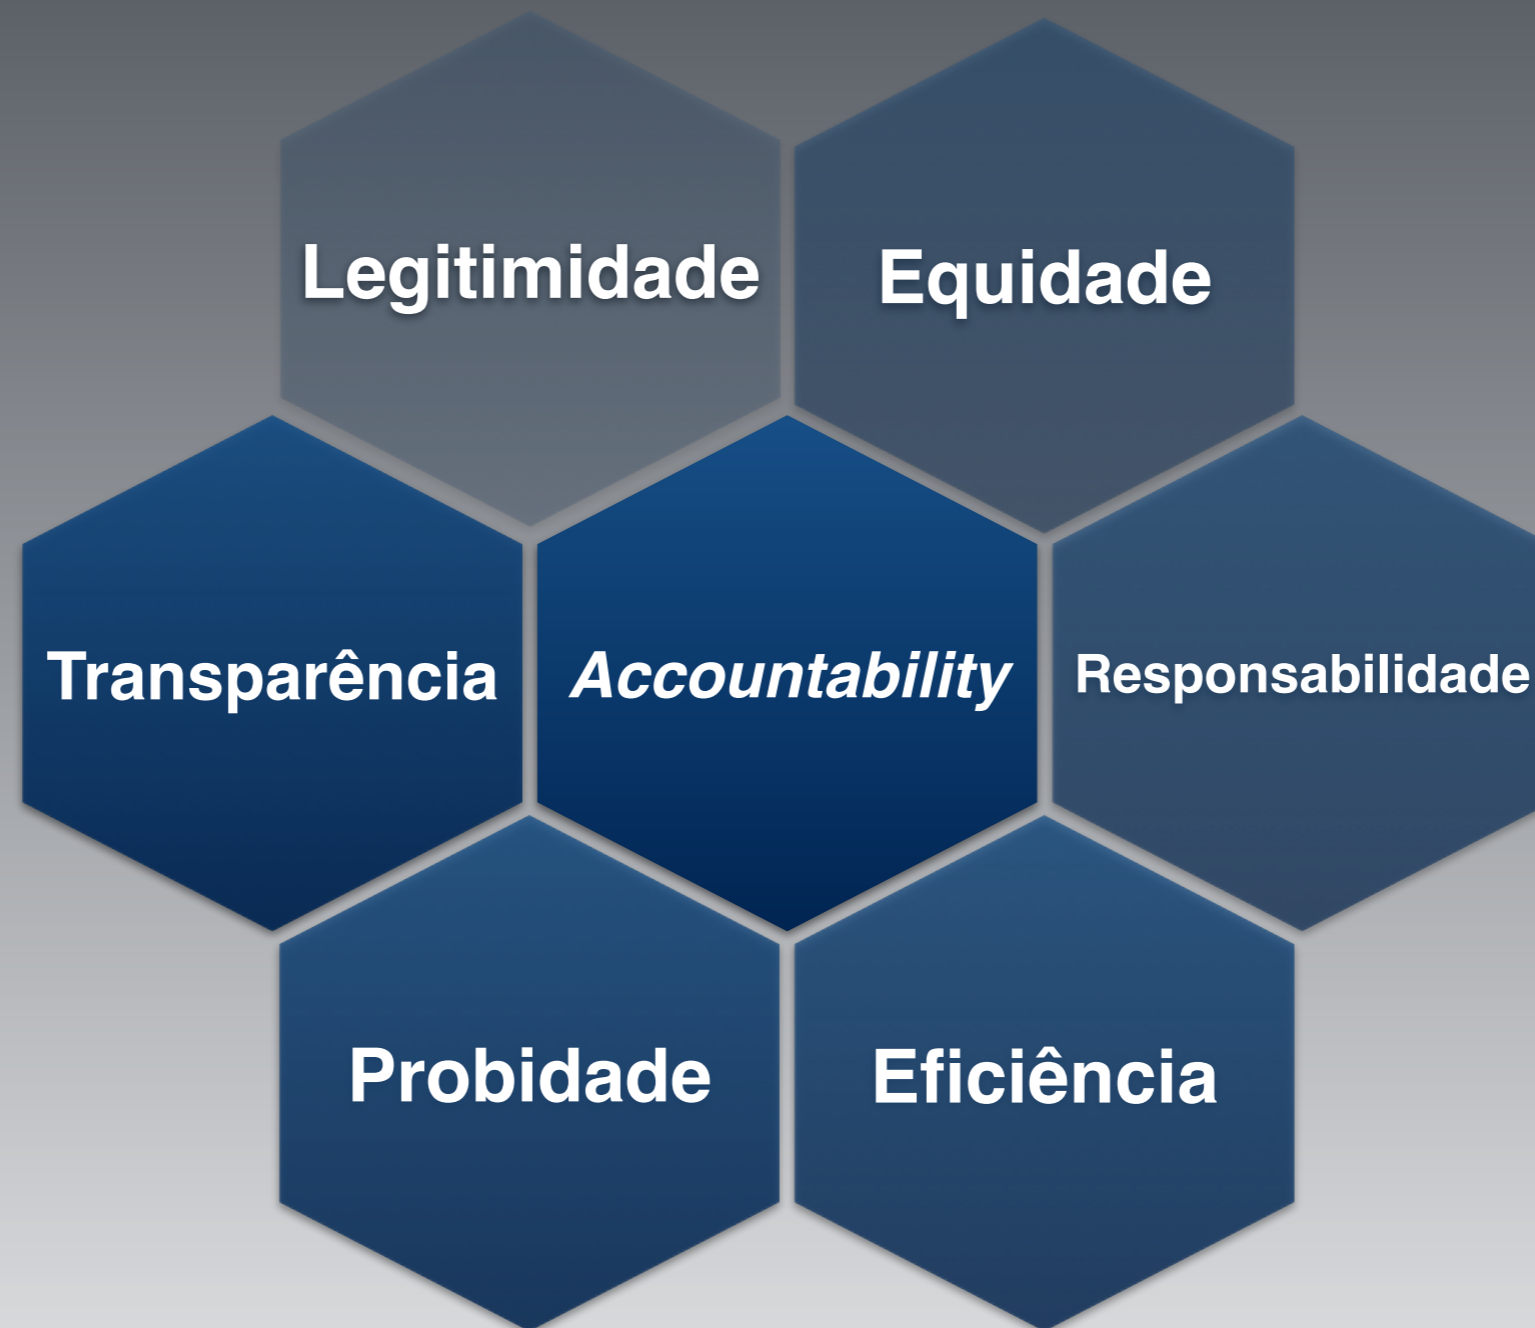 Legitimidade
Equidade
Transparência
Accountability
Responsabilidade
Probidade
Eficiência